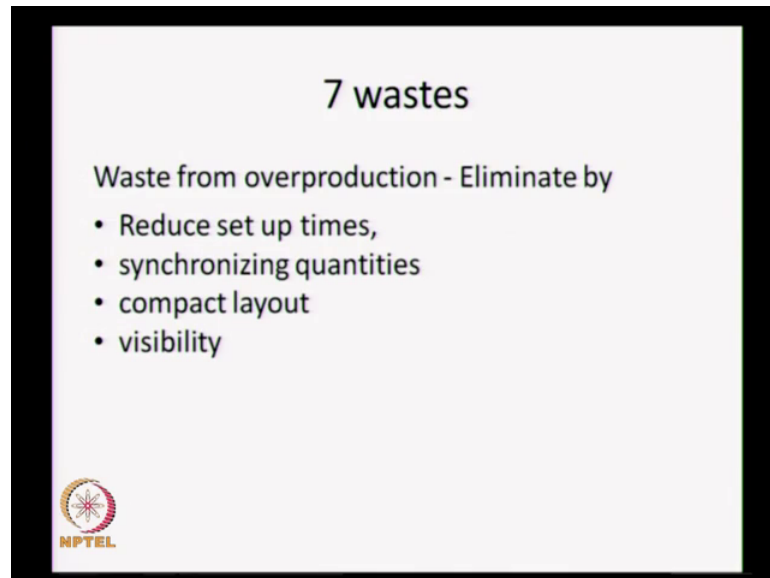 7 wastes
Waste from overproduction - Eliminate by
• Reduce set up times,
• synchronizing quantities
• compact layout
• visibility
NPTEL